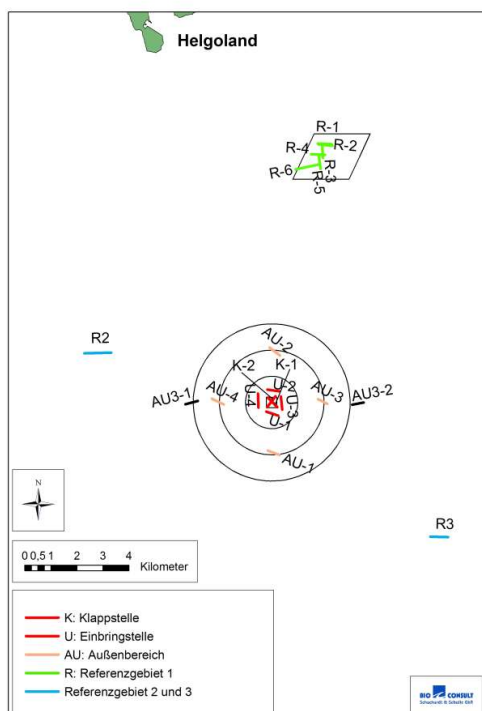 Helgoland
R-1
R-2
R-4
R-3
R-6
R-5
R2
AU-2
K-2
K-1
U-2
AU3-1
AU-4
U-4
U-3
AU-3
AU3-2
U-1
AU-1
R3
N
0 0,5 1 2 3 4 Kilometer
K: Klappstelle
U: Einbringstelle
AU: Außenbereich
R: Referenzgebiet 1
Referenzgebiet 2 und 3
BIO CONSULT